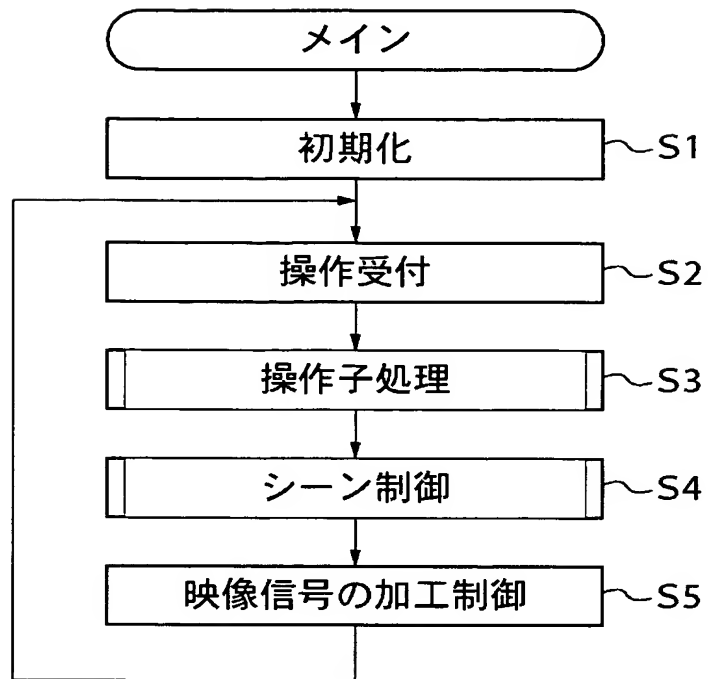 メイン
初期化 S1
操作受付 S2
操作子処理 S3
シーン制御 S4
映像信号の加工制御 S5